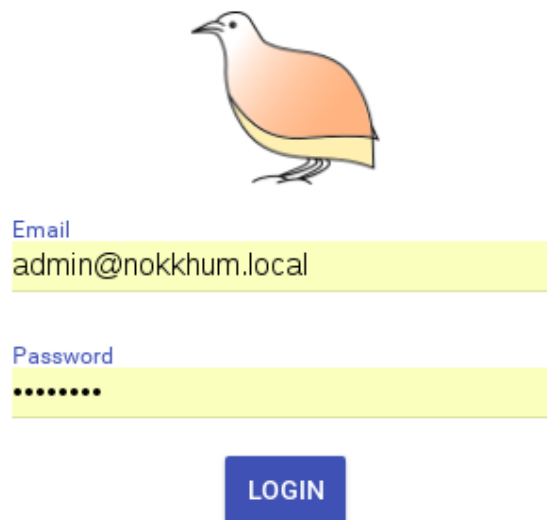 Email
admin@nokkhum.local
Password
••••••••
LOGIN